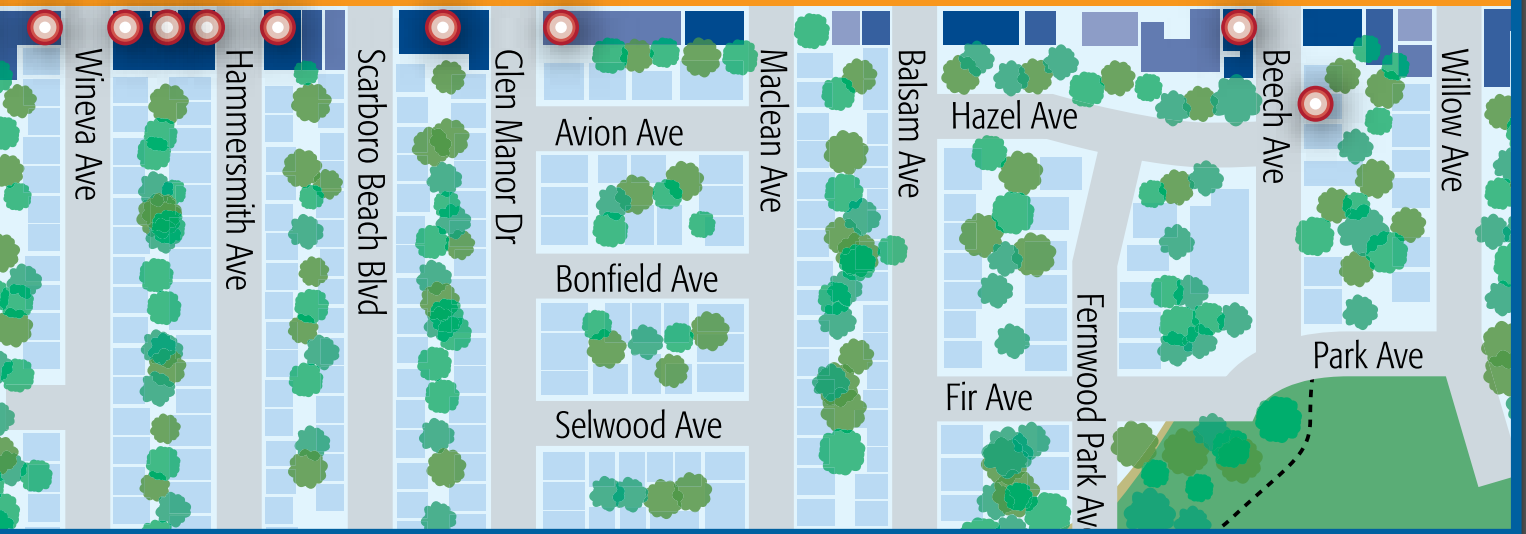 Wineva Ave
Hammersmith Ave
Scarboro Beach Blvd
Glen Manor Dr
Avion Ave
Bonfield Ave
Selwood Ave
Maclean Ave
Balsam Ave
Hazel Ave
Fir Ave
Fernwood Park Ave
Beech Ave
Park Ave
Willow Ave